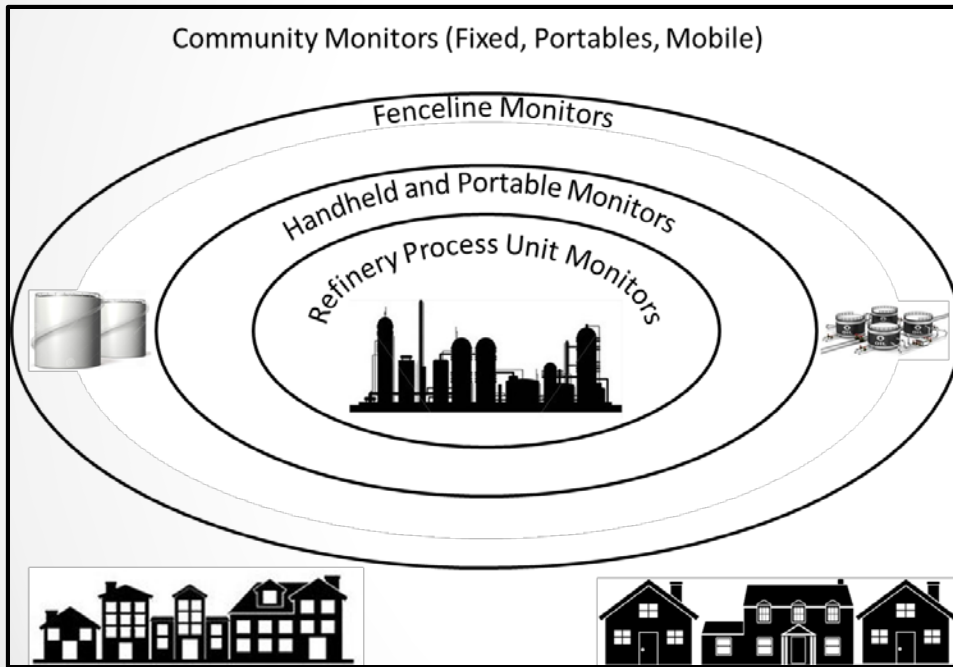 Community Monitors (Fixed, Portables, Mobile)
Fenceline Monitors
Handheld and Portable Monitors
Refinery Process Unit Monitors